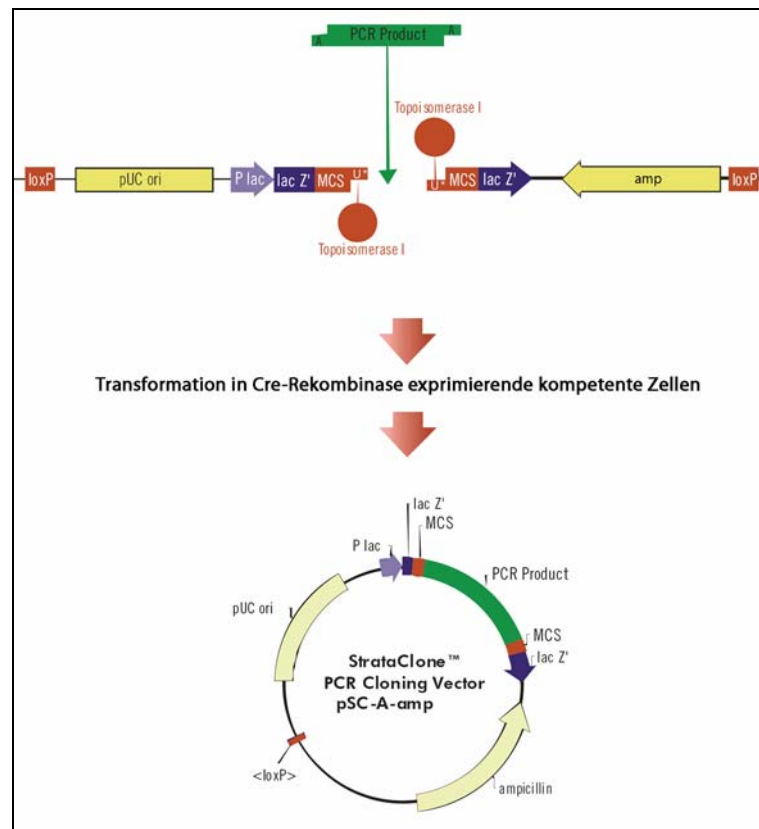 A PCR Product A
Topoisomerase I
loxP pUC ori P lac lac Z' MCS U* U* MCS lac Z' amp loxP
Topoisomerase I
Transformation in Cre-Rekombinase exprimierende kompetente Zellen
lac Z'
MCS
P lac
PCR Product
pUC ori
MCS
lac Z'
StrataClone™
PCR Cloning Vector
pSC-A-amp
<loxP>
ampicillin